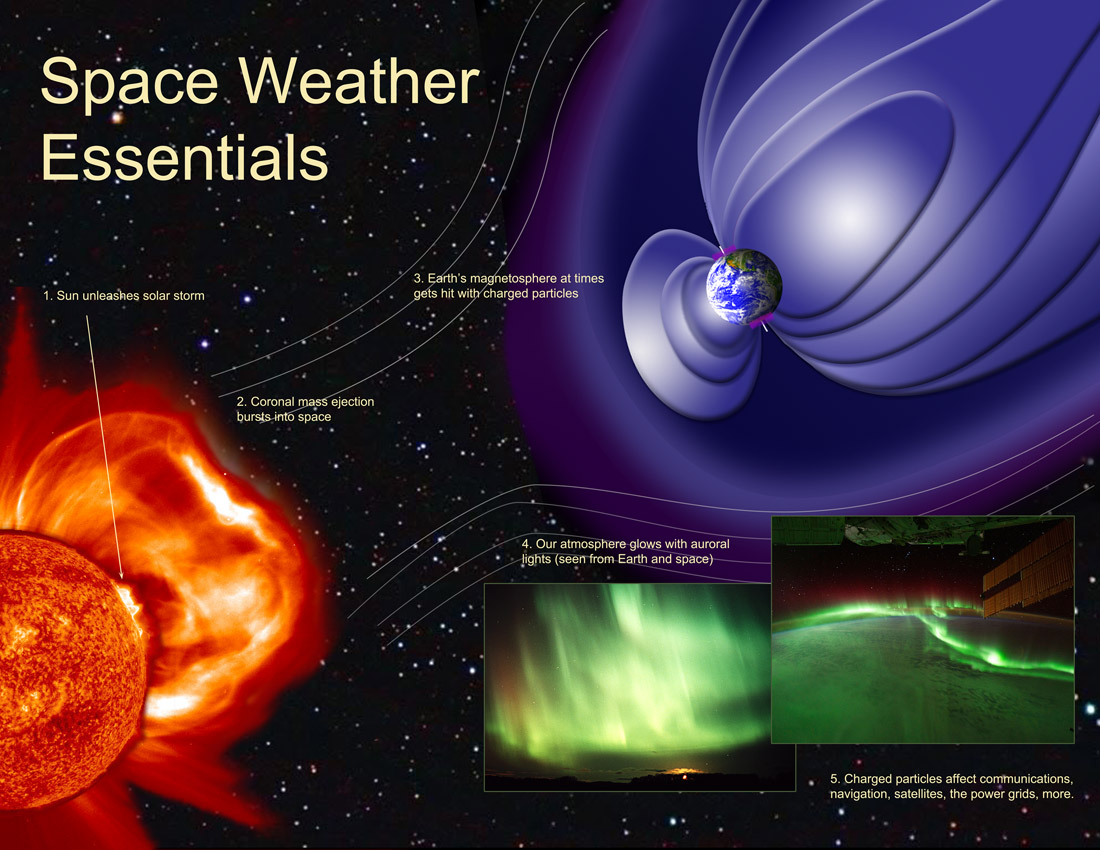 Space Weather
Essentials
1. Sun unleashes solar storm
2. Coronal mass ejection
bursts into space
3. Earth's magnetosphere at times
gets hit with charged particles
4. Our atmosphere glows with auroral
lights (seen from Earth and space)
5. Charged particles affect communications,
navigation, satellites, the power grids, more.